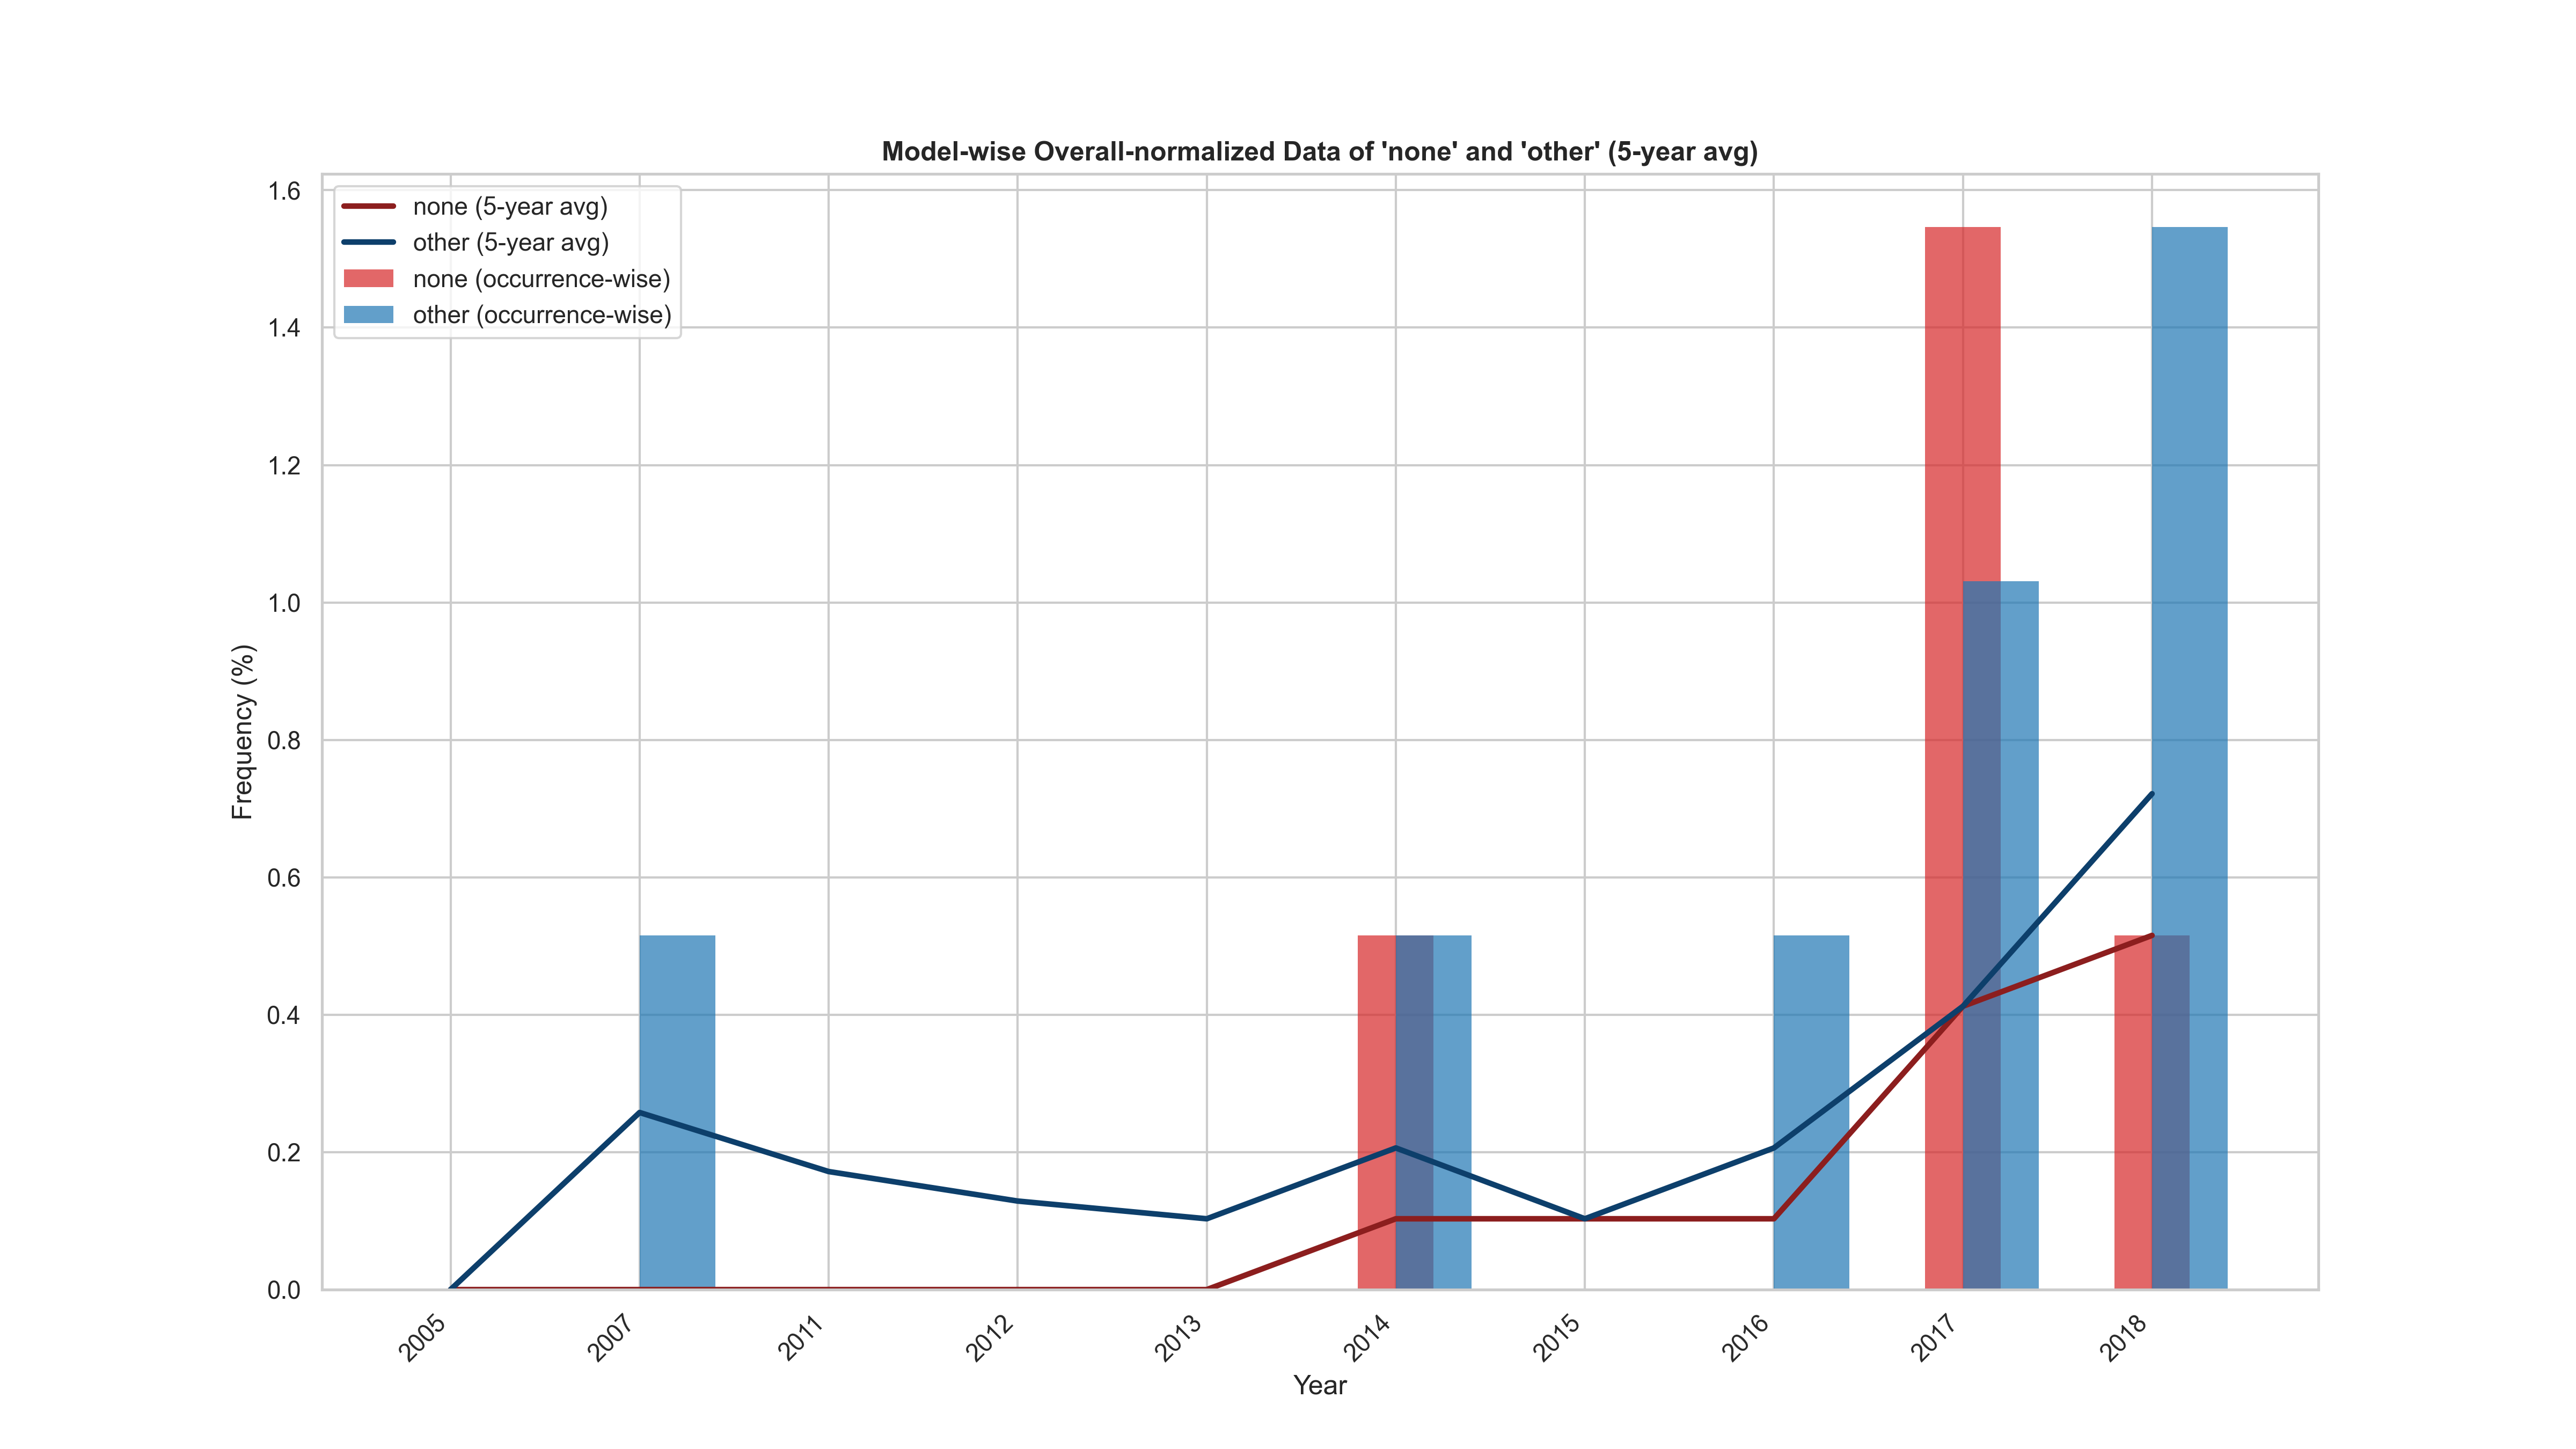 Model-wise Overall-normalized Data of 'none' and 'other' (5-year avg)
none (5-year avg)
other (5-year avg)
none (occurrence-wise)
other (occurrence-wise)
1.6
1.4
1.2
1.0
0.8
0.6
0.4
0.2
0.0
Frequency (%)
2005
2007
2011
2012
2013
2014
2015
2016
2017
2018
Year